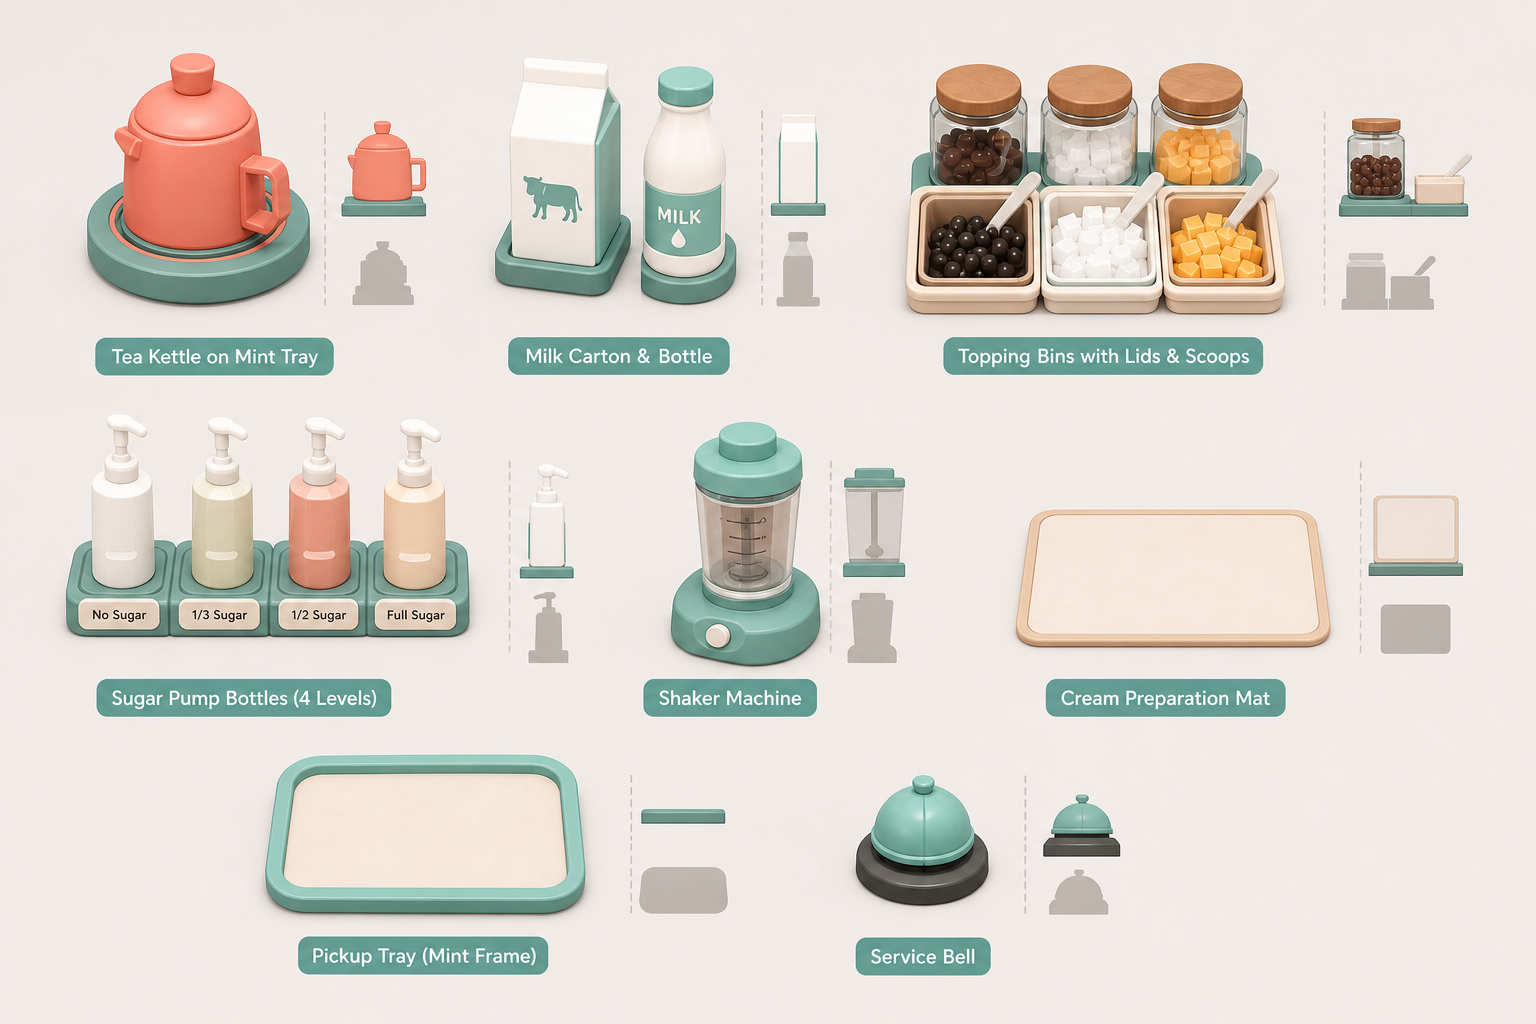 MILK
Tea Kettle on Mint Tray
Milk Carton & Bottle
Topping Bins with Lids & Scoops
No Sugar
1/3 Sugar
1/2 Sugar
Full Sugar
Sugar Pump Bottles (4 Levels)
Shaker Machine
Cream Preparation Mat
Pickup Tray (Mint Frame)
Service Bell